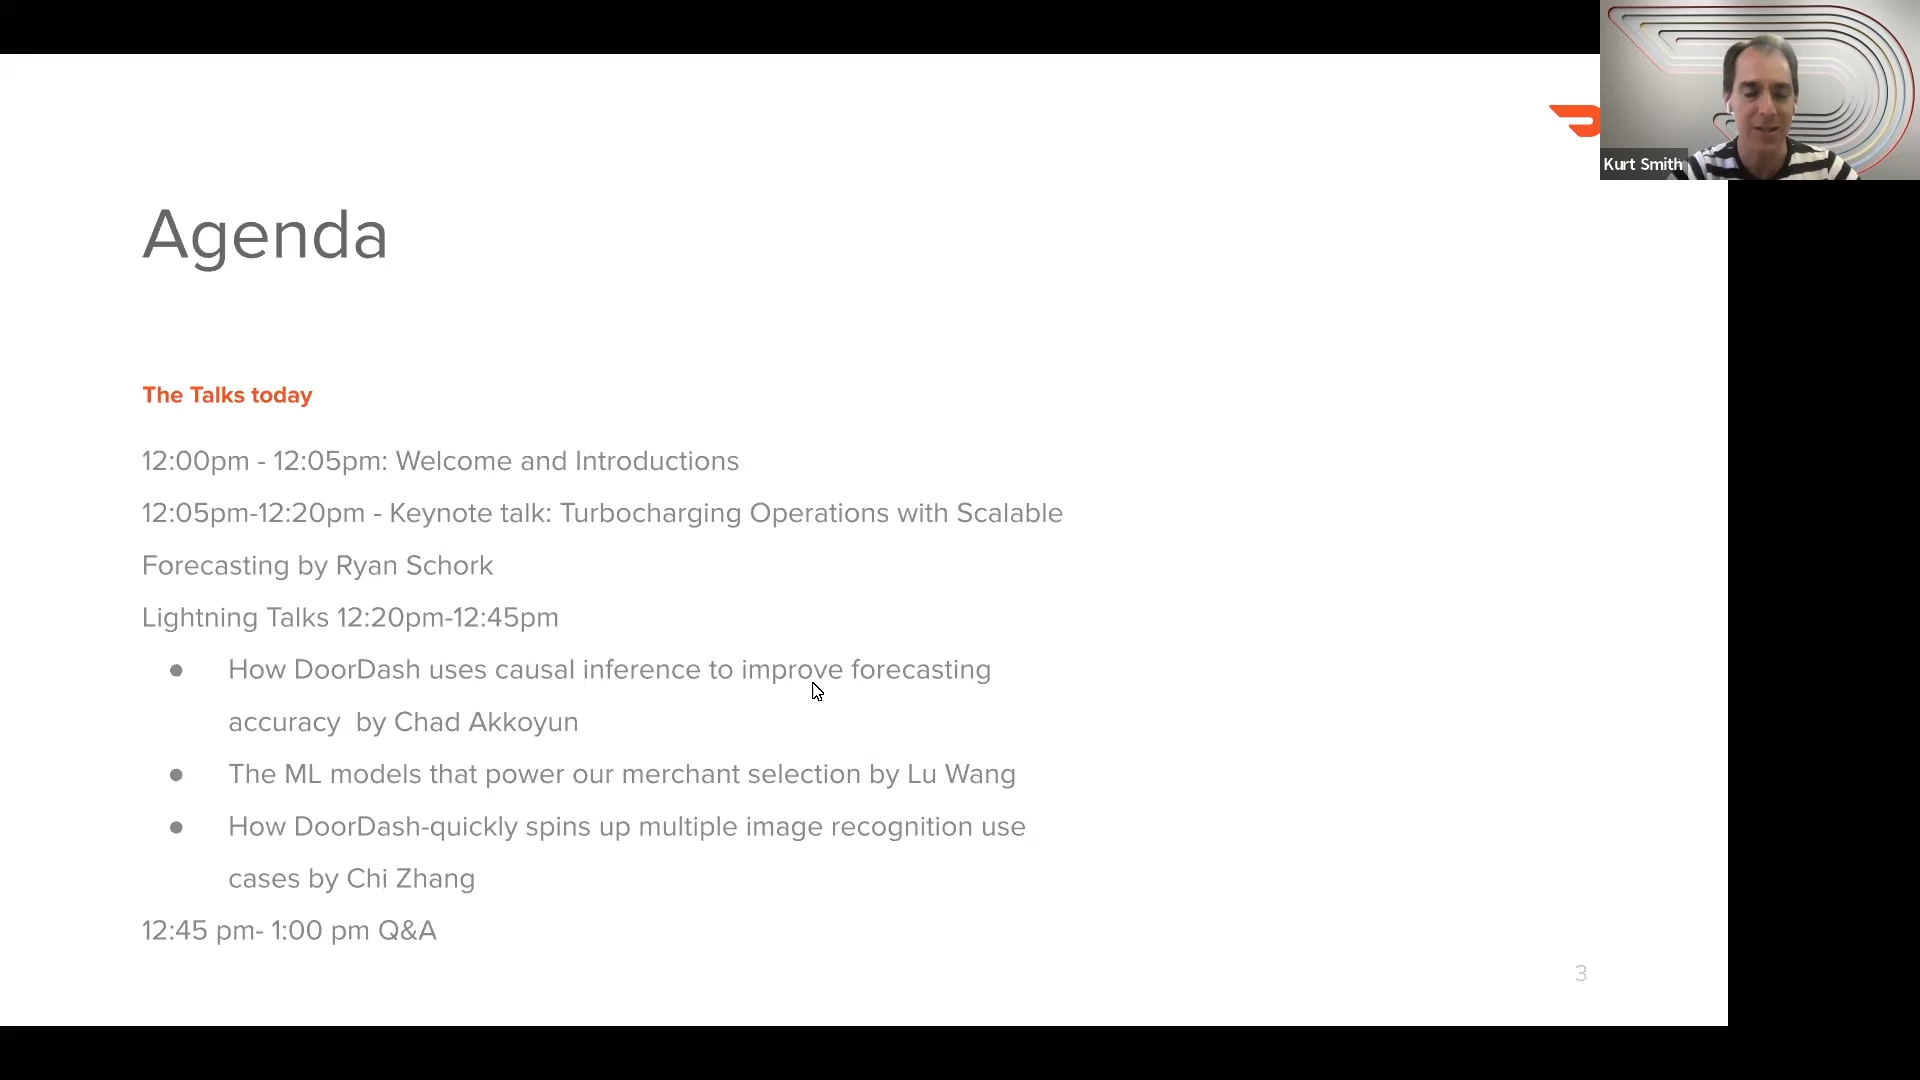 Kurt Smith
Agenda
The Talks today
12:00pm - 12:05pm: Welcome and Introductions
12:05pm-12:20pm - Keynote talk: Turbocharging Operations with Scalable
Forecasting by Ryan Schork
Lightning Talks 12:20pm-12:45pm
● How DoorDash uses causal inference to improve forecasting
accuracy  by Chad Akkoyun
● The ML models that power our merchant selection by Lu Wang
● How DoorDash-quickly spins up multiple image recognition use
cases by Chi Zhang
12:45 pm- 1:00 pm Q&A
3